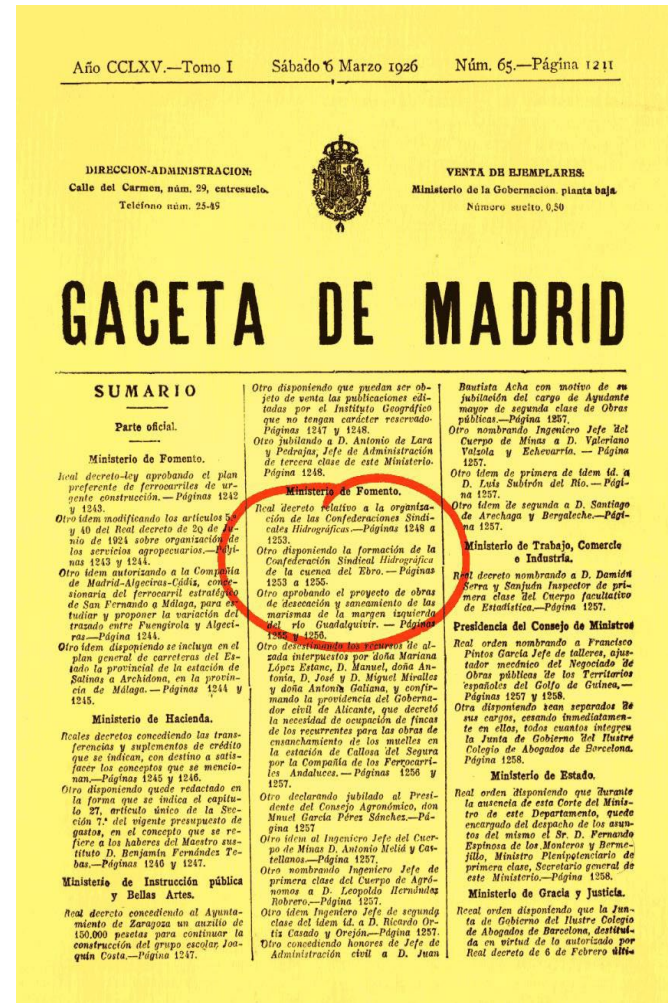 Año CCLXV.—Tomo I
Sábado 6 Marzo 1926
Núm. 65.—Página 1211
DIRECCION-ADMINISTRACION:
Calle del Carmen, núm. 29, entresuelo.
Teléfono núm. 25-49
VENTA DE EJEMPLARES:
Ministerio de la Gobernación, planta baja.
Número suelto, 0,50
GACETA DE MADRID
SUMARIO
Parte oficial.
Ministerio de Fomento.
Real decreto-ley aprobando el plan
preferente de ferrocarriles de ur-
gente construcción.—Páginas 1242
y 1243.
Otro idem modificando los artículos 5.º
y 40 del Real decreto de 20 de Ju-
nio de 1924 sobre organización de
los servicios agropecuarios.—Pági-
nas 1243 y 1244.
Otro idem autorizando a la Compañía
de Madrid-Algeciras-Cádiz, conce-
sionaria del ferrocarril estratégico
de San Fernando a Málaga, para es-
tudiar y proponer la variación del
trazado entre Fuengirola y Algeci-
ras.—Página 1244.
Otro idem disponiendo se incluya en el
plan general de carreteras del Es-
tado la provincial de la estación de
Salinas a Archidona, en la provin-
cia de Málaga.—Páginas 1244 y
1245.
Ministerio de Hacienda.
Reales decretos concediendo las trans-
ferencias y suplementos de crédito
que se indican, con destino a satis-
facer los conceptos que se mencio-
nan.—Páginas 1245 y 1246.
Otro disponiendo quede redactado en
la forma que se indica el capítu-
lo 27, artículo único de la Sec-
ción 7.ª del vigente presupuesto de
gastos, en el concepto que se re-
fiere a los haberes del Maestro sus-
tituto D. Benjamín Fernández Te-
bas.—Páginas 1246 y 1247.
Ministerio de Instrucción pública
y Bellas Artes.
Real decreto concediendo al Ayunta-
miento de Zaragoza un auxilio de
150.000 pesetas para continuar la
construcción del grupo escolar Joa-
quín Costa.—Página 1247.
Otro disponiendo que puedan ser ob-
jeto de venta las publicaciones edi-
tadas por el Instituto Geográfico
que no tengan carácter reservado
Páginas 1247 y 1248.
Otro jubilando a D. Antonio de Lara
y Pedrajas, Jefe de Administración
de tercera clase de este Ministerio.
Página 1248.
Ministerio de Fomento.
Real decreto relativo a la organiza-
ción de las Confederaciones Sindi-
cales Hidrográficas.—Páginas 1248 a
1253.
Otro disponiendo la formación de la
Confederación Sindical Hidrográfica
de la cuenca del Ebro.—Páginas
1253 a 1255.
Otro aprobando el proyecto de obras
de desecación y saneamiento de las
marismas de la margen izquierda
del río Guadalquivir. — Páginas
1255 y 1256.
Otro desestimando los recursos de al-
zada interpuestos por doña Mariana
López Estanc, D. Manuel, doña An-
tonia, D. José y D. Miguel Miralles
y doña Antonia Galiana, y confir-
mando la providencia del Goberna-
dor civil de Alicante, que decretó
la necesidad de ocupación de fincas
de los recurrentes para las obras de
ensanchamiento de los muelles en
la estación de Callosa del Segura
por la Compañía de los Ferrocarri-
les Andaluces. — Páginas 1256 y
1257.
Otro declarando jubilado al Presi-
dente del Consejo Agronómico, don
Mnuel García Pérez Sánchez.—Pá-
gina 1257
Otro idem al Ingeniero Jefe del Cuer-
po de Minas D. Antonio Meliá y Cas-
tellanos.—Página 1257.
Otro nombrando Ingeniero Jefe de
primera clase del Cuerpo de Agró-
nomos a D. Leopoldo Hernández
Robrero.—Página 1257.
Otro idem Ingeniero Jefe de segunda
clase del idem id. a D. Ricardo Or-
tiz Casado y Orejón.—Página 1257.
Otro concediendo honores de Jefe de
Administración civil a D. Juan
Bautista Acha con motivo de su
jubilación del cargo de Ayudante
mayor de segunda clase de Obras
públicas.—Página 1257.
Otro nombrando Ingeniero Jefe del
Cuerpo de Minas a D. Valeriano
Valzola y Echevarría. — Página
1257.
Otro idem de primera de idem id. a
D. Luis Subirón del Río.—Pági-
na 1257.
Otro idem de segunda a D. Santiago
de Arechaga y Bergaleche.—Pági-
na 1257.
Ministerio de Trabajo, Comercio
e Industria.
Real decreto nombrando a D. Damián
Serra y Sanjuán Inspector de pri-
mera clase del Cuerpo facultativo
de Estadística.—Página 1257.
Presidencia del Consejo de Ministros
Real orden nombrando a Francisco
Pintos García Jefe de talleres, ajus-
tador mecánico del Negociado de
Obras públicas de los Territorios
españoles del Golfo de Guinea.—
Páginas 1257 y 1258.
Otra disponiendo sean separados de
sus cargos, cesando inmediatamen-
te en ellos, todos cuantos integren
la Junta de Gobierno del Ilustre
Colegio de Abogados de Barcelona.
Página 1258.
Ministerio de Estado.
Real orden disponiendo que durante
la ausencia de esta Corte del Minis-
tro de este Departamento, quede
encargado del despacho de los asun-
tos del mismo el Sr. D. Fernando
Espinosa de los Monteros y Berme-
jillo, Ministro Plenipotenciario de
primera clase, Secretario general de
este Ministerio.—Página 1258.
Ministerio de Gracia y Justicia.
Real orden disponiendo que la Jun-
ta de Gobierno del Ilustre Colegio
de Abogados de Barcelona, destitui-
da en virtud de lo autorizado por
Real decreto de 6 de Febrero últi-